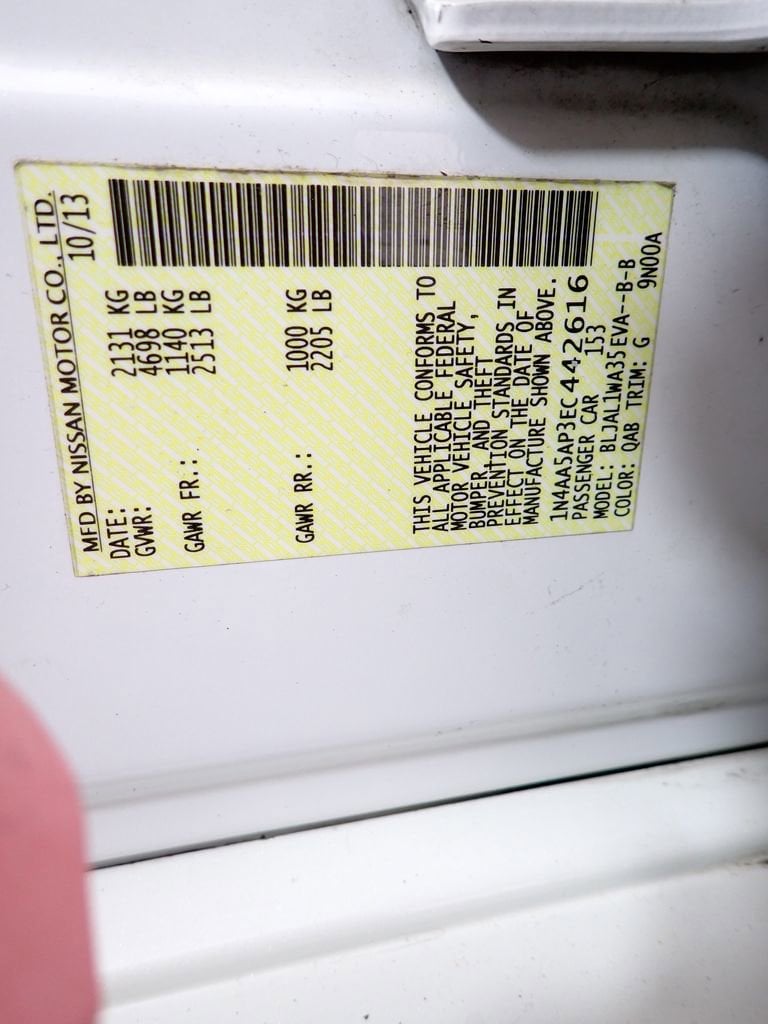 MFD BY NISSAN MOTOR CO., LTD.
DATE: 10/13
GVWR: 2131 KG
4698 LB
GAWR FR.: 1140 KG
2513 LB
GAWR RR.: 1000 KG
2205 LB
THIS VEHICLE CONFORMS TO
ALL APPLICABLE FEDERAL
MOTOR VEHICLE SAFETY,
BUMPER, AND THEFT
PREVENTION STANDARDS IN
EFFECT ON THE DATE OF
MANUFACTURE SHOWN ABOVE.
1N4AA5AP3EC442616
PASSENGER CAR 153
MODEL: BLJAL1WA35EVA--B-B
COLOR: QAB TRIM: G 9N00A